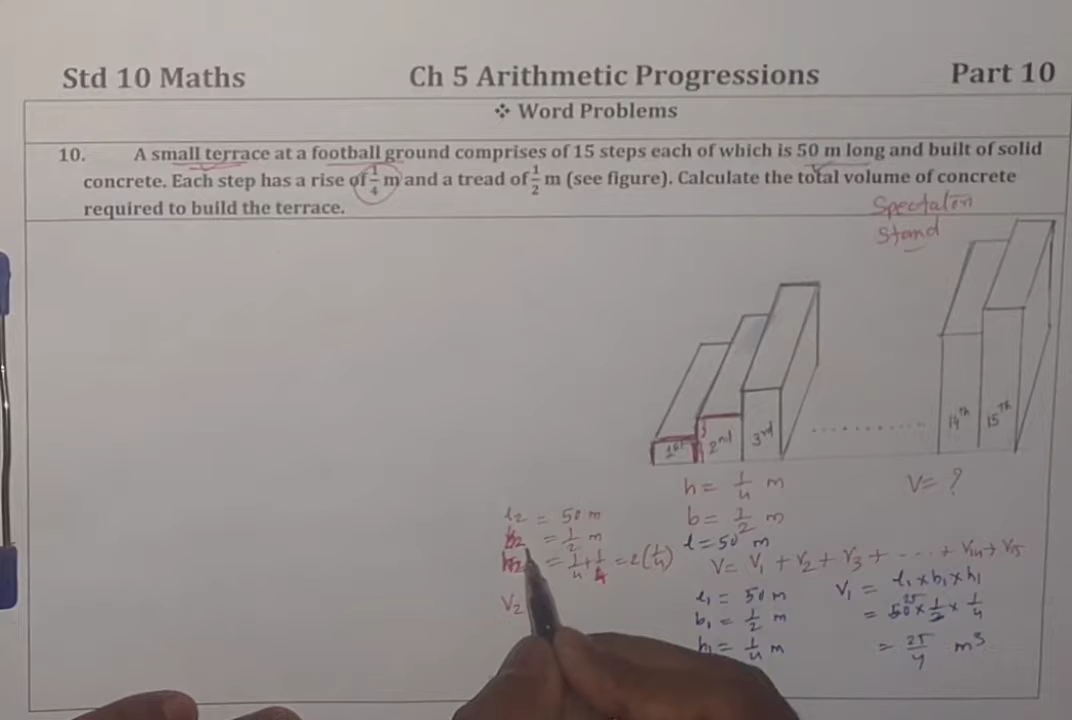 Std 10 Maths Ch 5 Arithmetic Progressions Part 10
❖ Word Problems
10. A small terrace at a football ground comprises of 15 steps each of which is 50 m long and built of solid
concrete. Each step has a rise of 1/4 m and a tread of 1/2 m (see figure). Calculate the total volume of concrete
required to build the terrace.
Spectator
Stand
1st 2nd 3rd ........... 14th 15th
h = 1/4 m
b = 1/2 m
l = 50 m
V = ?
V = V1 + V2 + V3 + ---- + V14 + V15
l1 = 50 m
b1 = 1/2 m
h1 = 1/4 m
V1 = l1 × b1 × h1
= 50 25 × 1/2 × 1/4
= 25/4 m3
l2 = 50 m
b2 = 1/2 m
h2 = 1/4 + 1/4 = 2(1/4)
V2